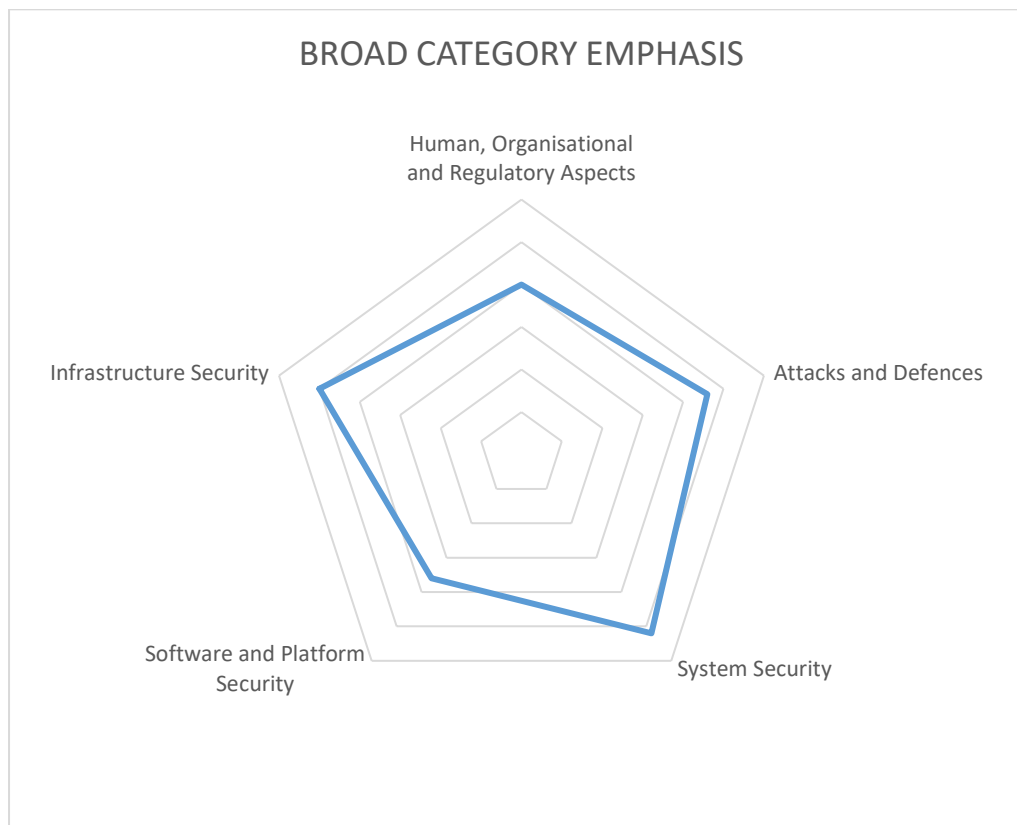 BROAD CATEGORY EMPHASIS
Human, Organisational
and Regulatory Aspects
Infrastructure Security
Attacks and Defences
Software and Platform
Security
System Security